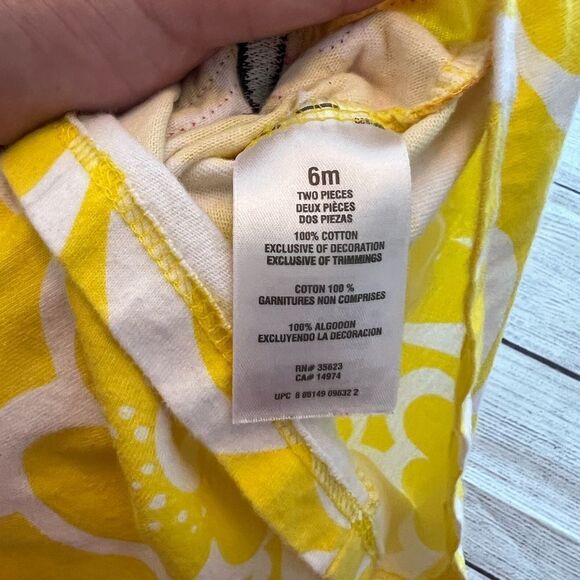 6m
TWO PIECES
DEUX PIÈCES
DOS PIEZAS
100% COTTON
EXCLUSIVE OF DECORATION
EXCLUSIVE OF TRIMMINGS
COTON 100 %
GARNITURES NON COMPRISES
100% ALGODON
EXCLUYENDO LA DECORACION
RN# 35623
CA# 14974
UPC 8 89149 09632 2